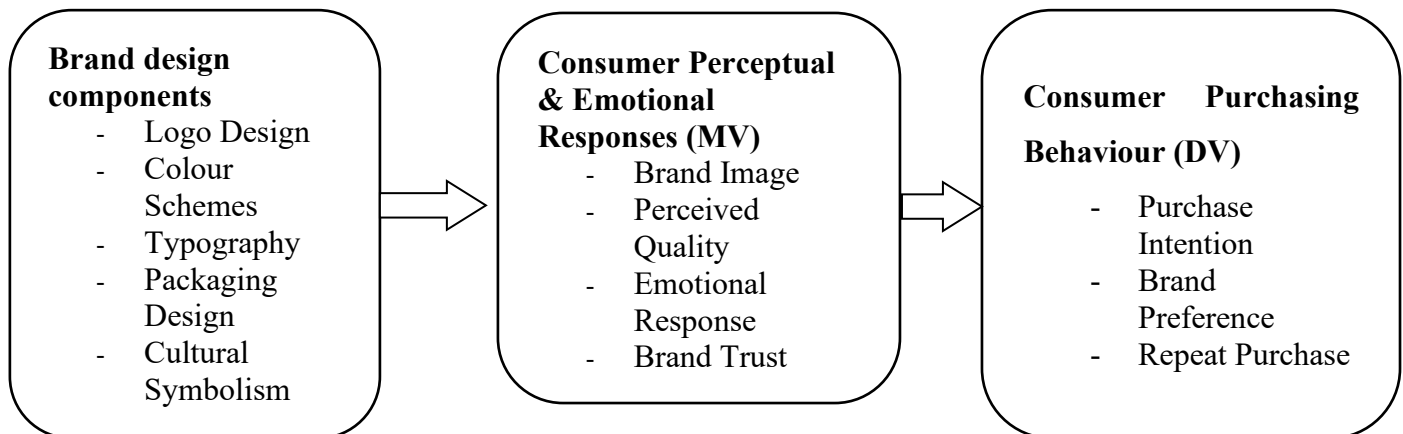 Brand design
components
- Logo Design
- Colour
Schemes
- Typography
- Packaging
Design
- Cultural
Symbolism
Consumer Perceptual
& Emotional
Responses (MV)
- Brand Image
- Perceived
Quality
- Emotional
Response
- Brand Trust
Consumer Purchasing
Behaviour (DV)
- Purchase
Intention
- Brand
Preference
- Repeat Purchase